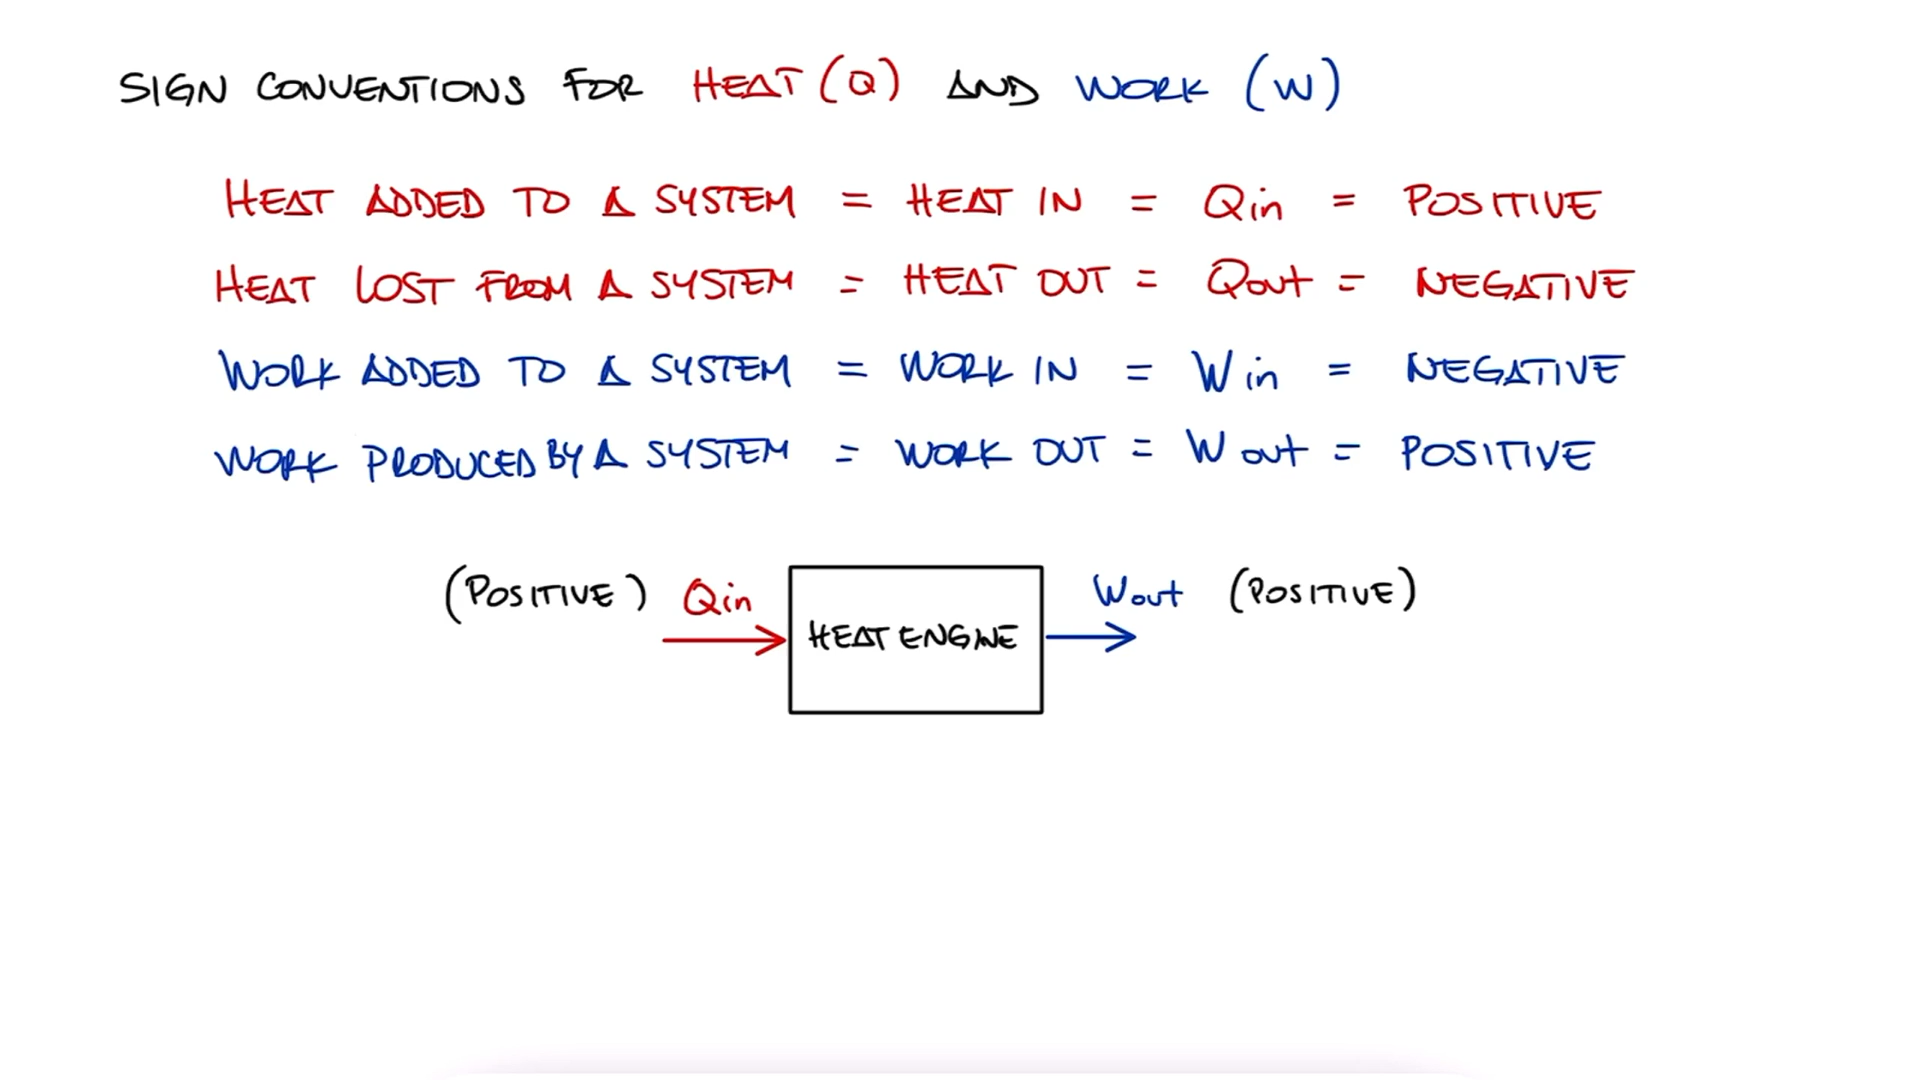 SIGN CONVENTIONS FOR HEAT (Q) AND WORK (W)
HEAT ADDED TO A SYSTEM = HEAT IN = Qin = POSITIVE
HEAT LOST FROM A SYSTEM = HEAT OUT = Qout = NEGATIVE
WORK ADDED TO A SYSTEM = WORK IN = Win = NEGATIVE
WORK PRODUCED BY A SYSTEM = WORK OUT = Wout = POSITIVE
(POSITIVE) Qin Wout (POSITIVE)
HEAT ENGINE